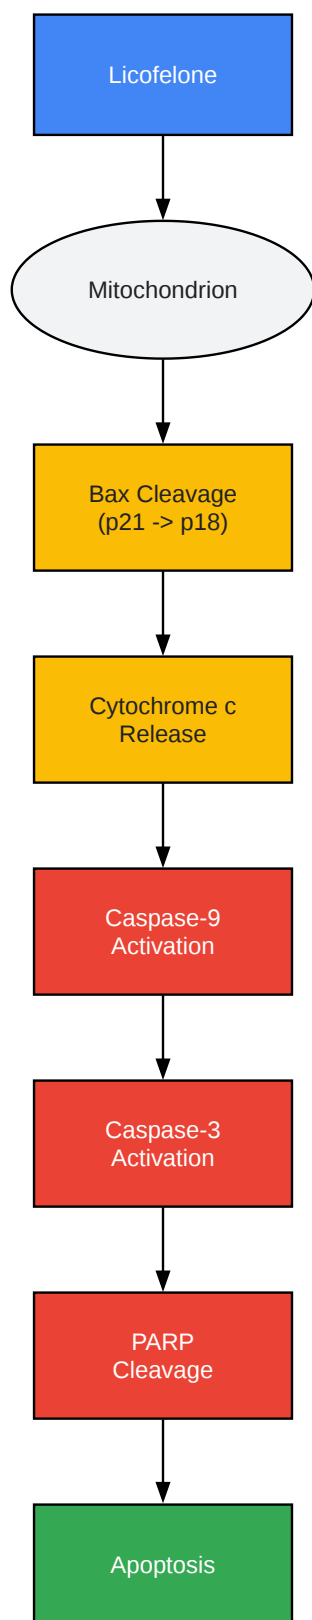 Licofelone
Mitochondrion
Bax Cleavage
(p21 -> p18)
Cytochrome c
Release
Caspase-9
Activation
Caspase-3
Activation
PARP
Cleavage
Apoptosis